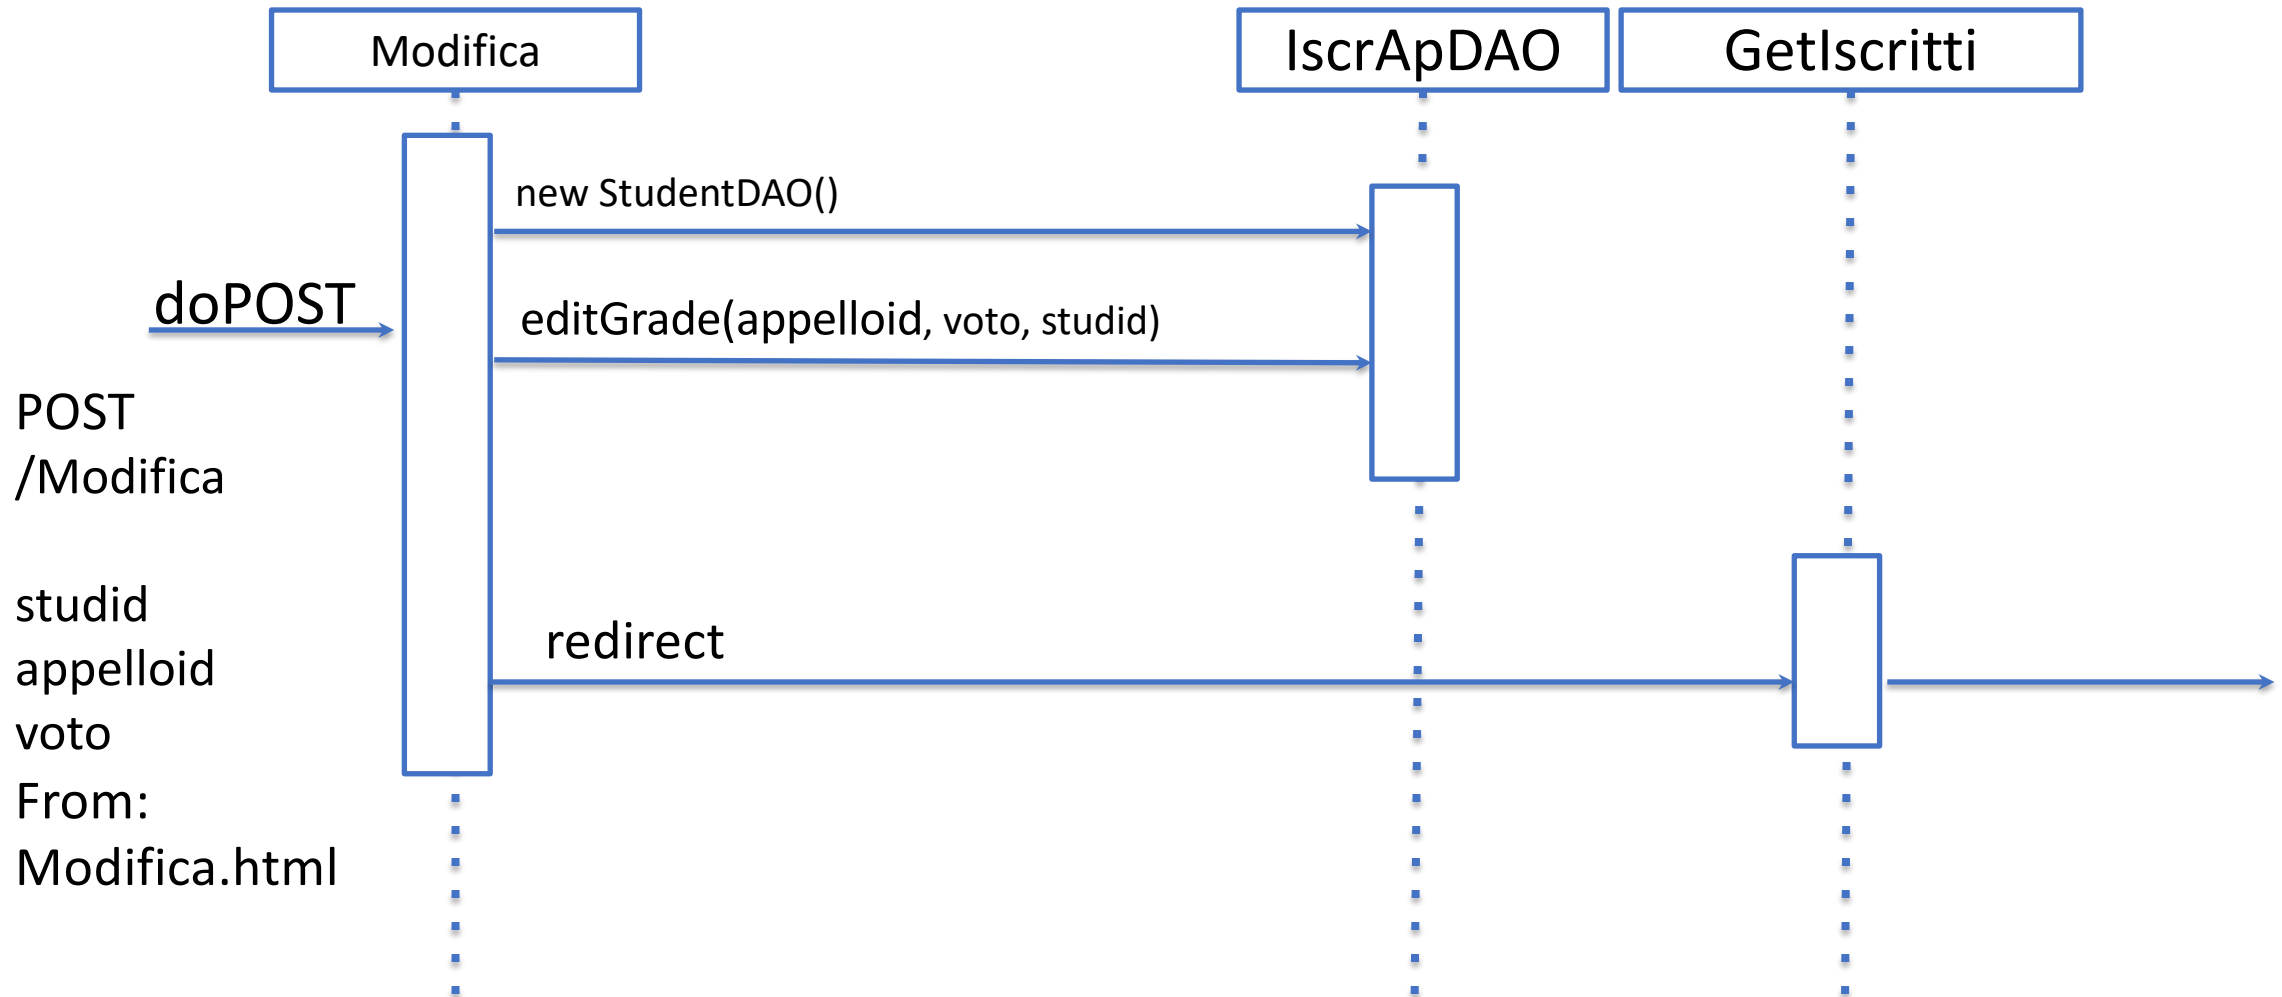 Modifica
IscrApDAO
GetIscritti
new StudentDAO()
doPOST
editGrade(appelloid, voto, studid)
POST
/Modifica
studid
appelloid
voto
From:
Modifica.html
redirect